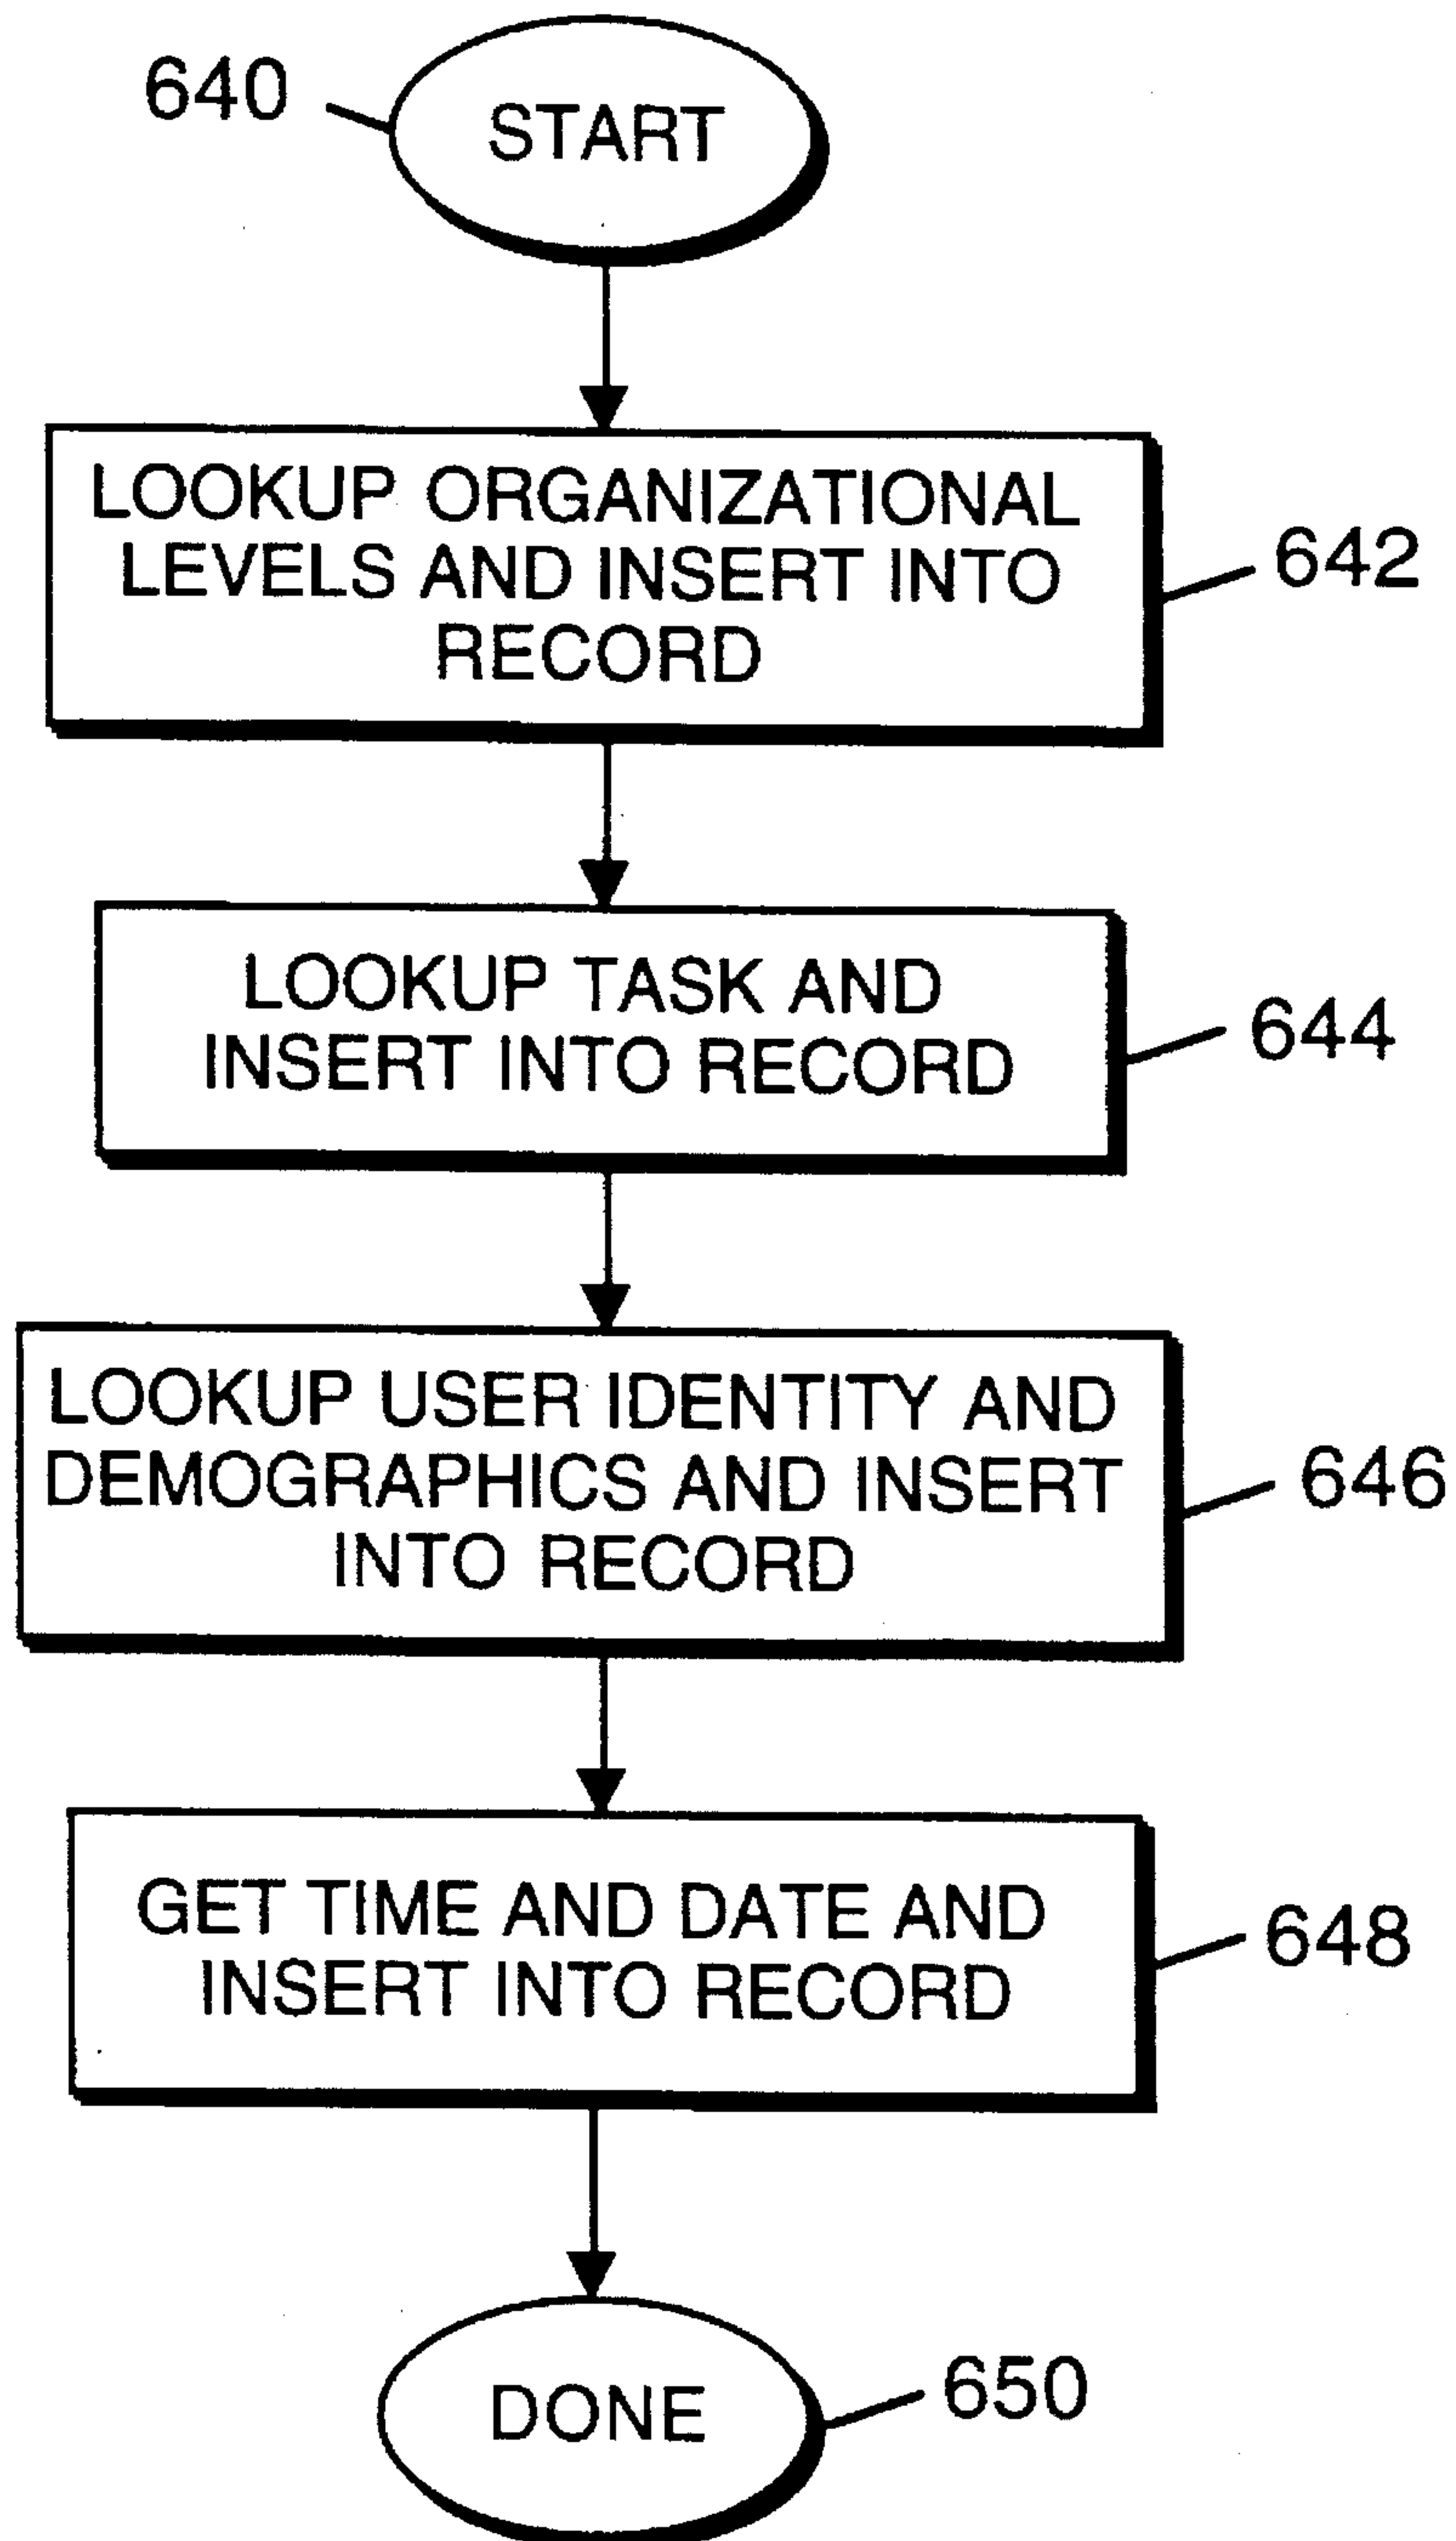 640
START
LOOKUP ORGANIZATIONAL
LEVELS AND INSERT INTO
RECORD
642
LOOKUP TASK AND
INSERT INTO RECORD
644
LOOKUP USER IDENTITY AND
DEMOGRAPHICS AND INSERT
INTO RECORD
646
GET TIME AND DATE AND
INSERT INTO RECORD
648
DONE
650